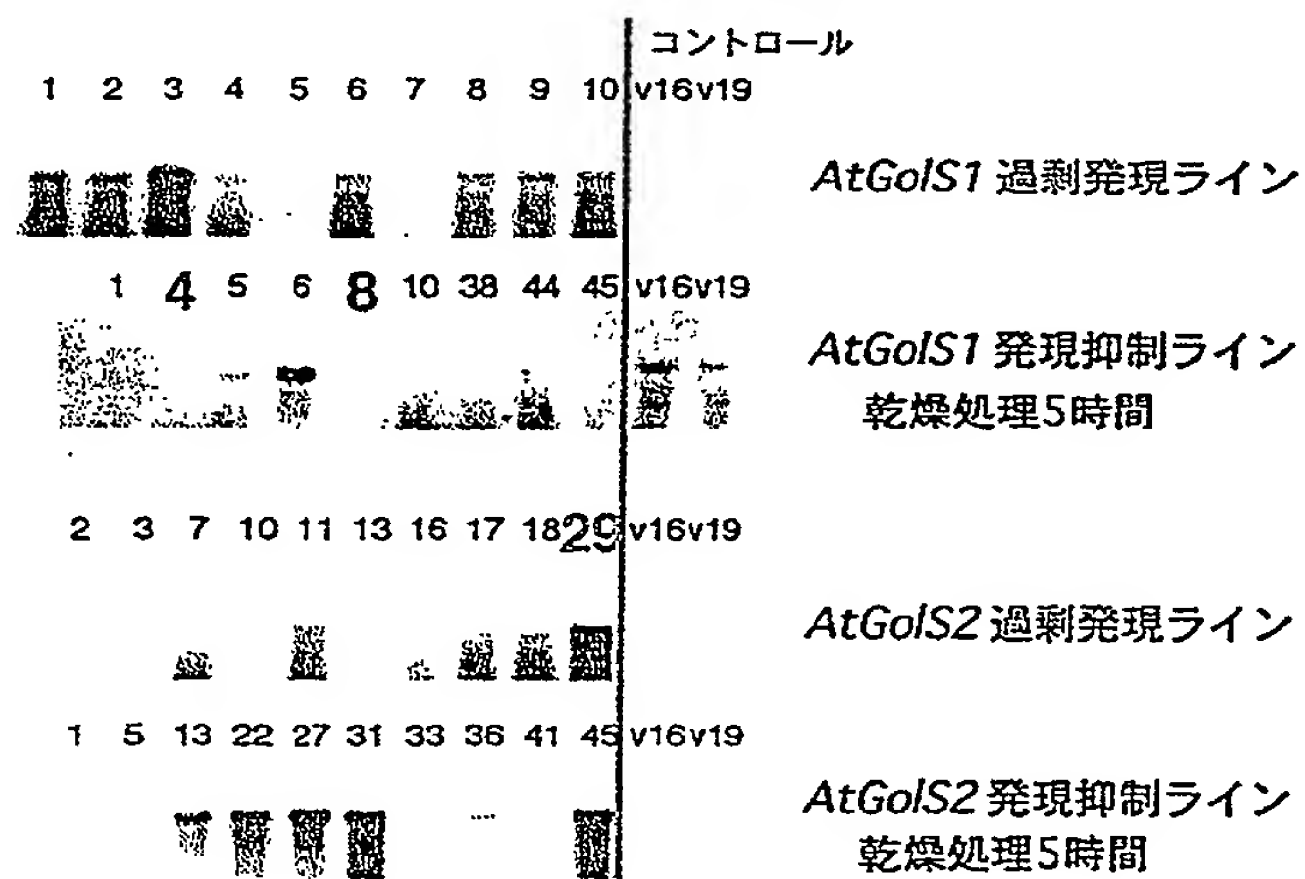 コントロール
1 2 3 4 5 6 7 8 9 10 v16 v19
AtGolS1 過剰発現ライン
1 4 5 6 8 10 38 44 45 v16 v19
AtGolS1 発現抑制ライン
乾燥処理5時間
2 3 7 10 11 13 16 17 18 29 v16 v19
AtGolS2 過剰発現ライン
1 5 13 22 27 31 33 36 41 45 v16 v19
AtGolS2 発現抑制ライン
乾燥処理5時間